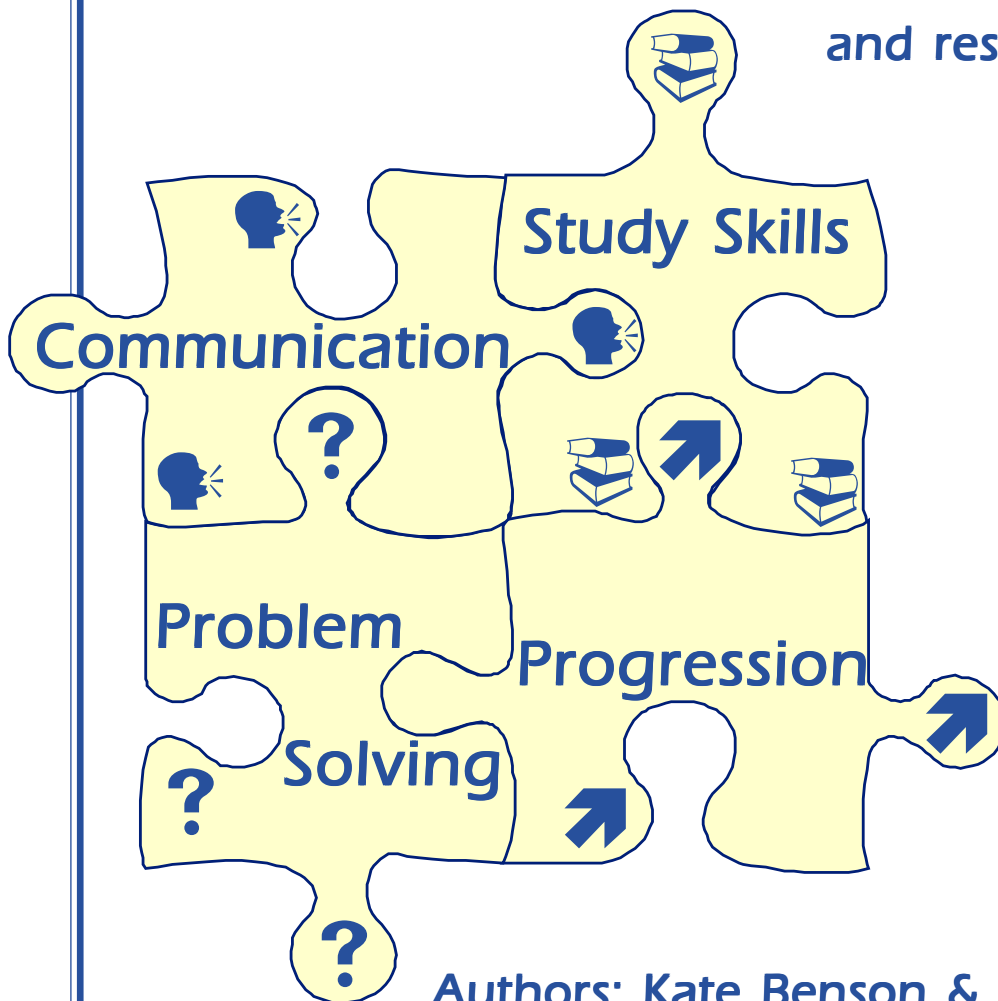 and res
Study Skills
Communication
?
Problem
Progression
Solving
?
?
Authors: Kate Benson &